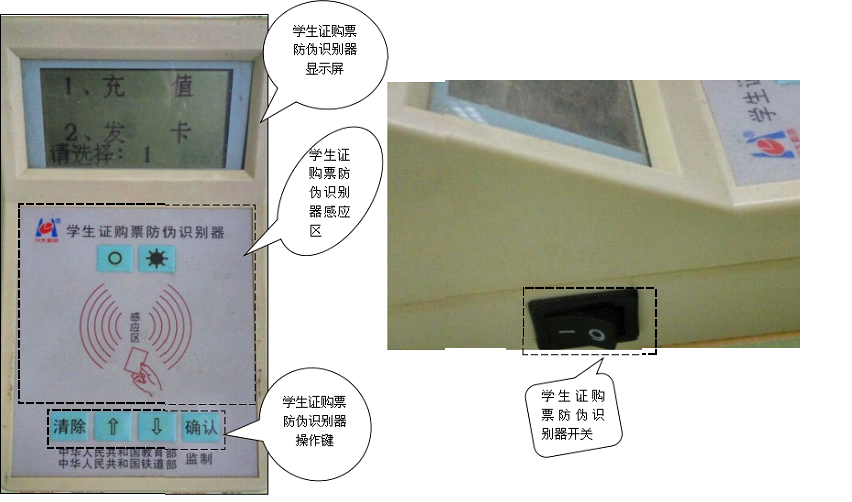 学生证购票
防伪识别器
显示屏
1、充 值
2、发 卡
请选择：1
学生证
购票防
伪识别
器感应
区
学生证购票防伪识别器
感应区
清除 ⇧ ⇩ 确认
中华人民共和国教育部
中华人民共和国铁道部
监制
学生证购票
防伪识别器
操作键
学生证
学生证购
票防伪识
别器开关